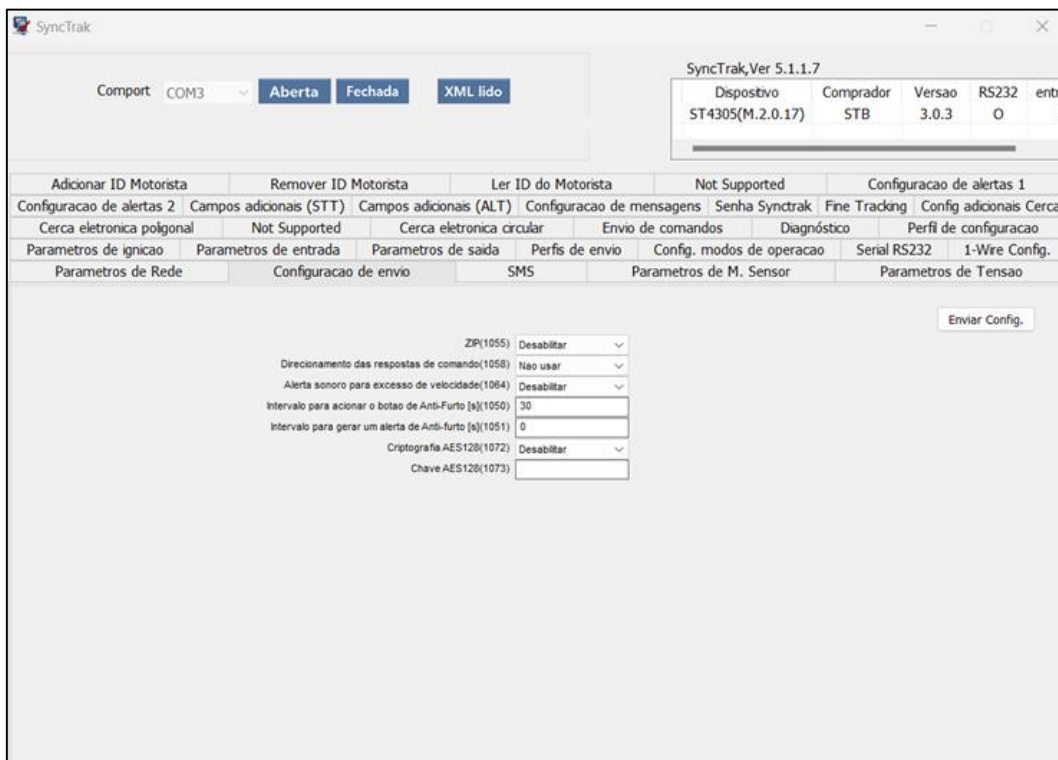 SyncTrak
SyncTrak,Ver 5.1.1.7
Comport COM3 Aberta Fechada XML lido
Dispositivo Comprador Versao RS232 entr
ST4305(M.2.0.17) STB 3.0.3 O
Adicionar ID Motorista Remover ID Motorista Ler ID do Motorista Not Supported Configuracao de alertas 1
Configuracao de alertas 2 Campos adicionais (STT) Campos adicionais (ALT) Configuracao de mensagens Senha Synctrak Fine Tracking Config adicionais Cerca
Cerca eletronica poligonal Not Supported Cerca eletronica circular Envio de comandos Diagnóstico Perfil de configuracao
Parametros de ignicao Parametros de entrada Parametros de saida Perfis de envio Config. modos de operacao Serial RS232 1-Wire Config.
Parametros de Rede Configuracao de envio SMS Parametros de M. Sensor Parametros de Tensao
Enviar Config.
ZIP(1055) Desabilitar
Direcionamento das respostas de comando(1058) Nao usar
Alerta sonoro para excesso de velocidade(1064) Desabilitar
Intervalo para acionar o botao de Anti-Furto [s](1050) 30
Intervalo para gerar um alerta de Anti-furto [s](1051) 0
Criptografia AES128(1072) Desabilitar
Chave AES128(1073)